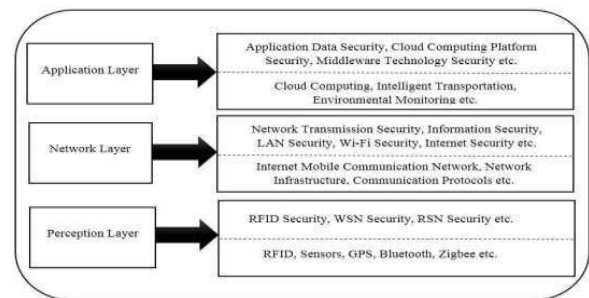 Application Layer
Application Data Security, Cloud Computing Platform
Security, Middleware Technology Security etc.
Cloud Computing, Intelligent Transportation,
Environmental Monitoring etc.
Network Layer
Network Transmission Security, Information Security,
LAN Security, Wi-Fi Security, Internet Security etc.
Internet Mobile Communication Network, Network
Infrastructure, Communication Protocols etc.
Perception Layer
RFID Security, WSN Security, RSN Security etc.
RFID, Sensors, GPS, Bluetooth, Zigbee etc.